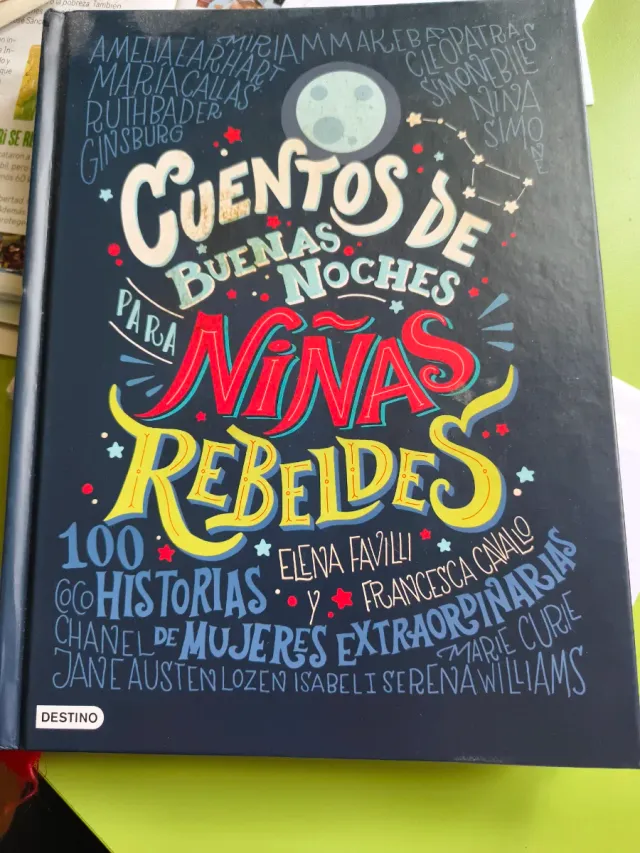 AMELIA EARHART
MIRIAM MAKEBA
CLEOPATRA
MARIA CALLAS
SIMONE BILES
RUTH BADER
GINSBURG
NINA
SIMONE
CUENTOS DE
BUENAS
NOCHES
PARA
NIÑAS
REBELDES
100
ELENA FAVILLI
Y
FRANCESCA CAVALLO
COCO
HISTORIAS
CHANEL
DE MUJERES EXTRAORDINARIAS
MARIE CURIE
JANE AUSTEN LOZEN ISABEL I SERENA WILLIAMS
DESTINO